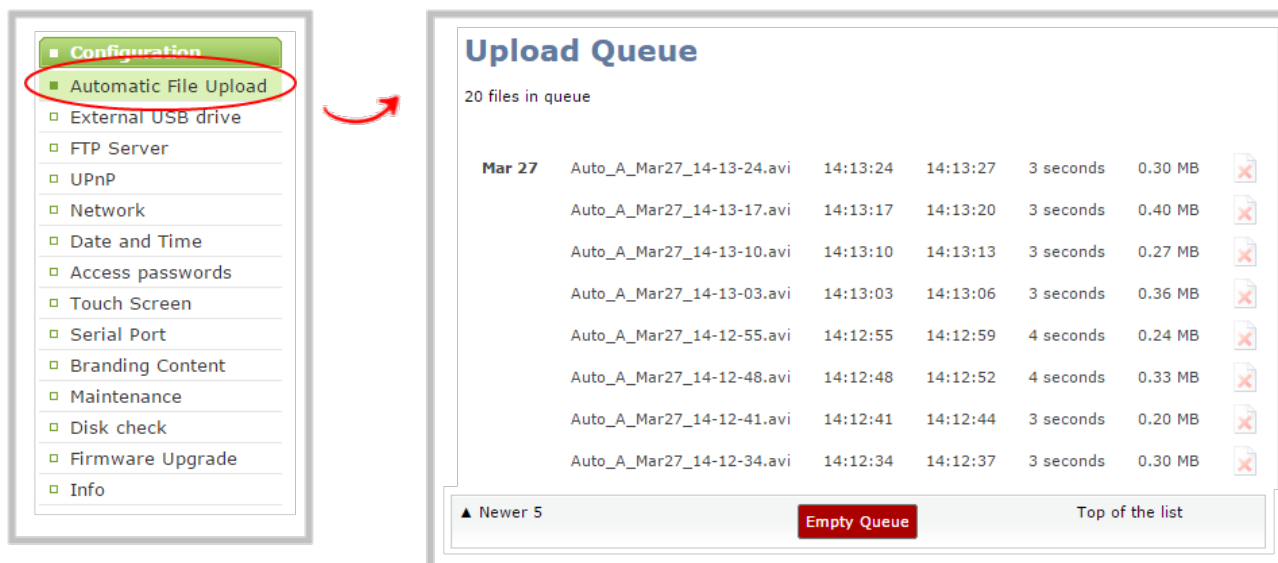 Configuration
Automatic File Upload
External USB drive
FTP Server
UPnP
Network
Date and Time
Access passwords
Touch Screen
Serial Port
Branding Content
Maintenance
Disk check
Firmware Upgrade
Info
Upload Queue
20 files in queue
Mar 27 Auto_A_Mar27_14-13-24.avi 14:13:24 14:13:27 3 seconds 0.30 MB
Auto_A_Mar27_14-13-17.avi 14:13:17 14:13:20 3 seconds 0.40 MB
Auto_A_Mar27_14-13-10.avi 14:13:10 14:13:13 3 seconds 0.27 MB
Auto_A_Mar27_14-13-03.avi 14:13:03 14:13:06 3 seconds 0.36 MB
Auto_A_Mar27_14-12-55.avi 14:12:55 14:12:59 4 seconds 0.24 MB
Auto_A_Mar27_14-12-48.avi 14:12:48 14:12:52 4 seconds 0.33 MB
Auto_A_Mar27_14-12-41.avi 14:12:41 14:12:44 3 seconds 0.20 MB
Auto_A_Mar27_14-12-34.avi 14:12:34 14:12:37 3 seconds 0.30 MB
▲ Newer 5 Empty Queue Top of the list